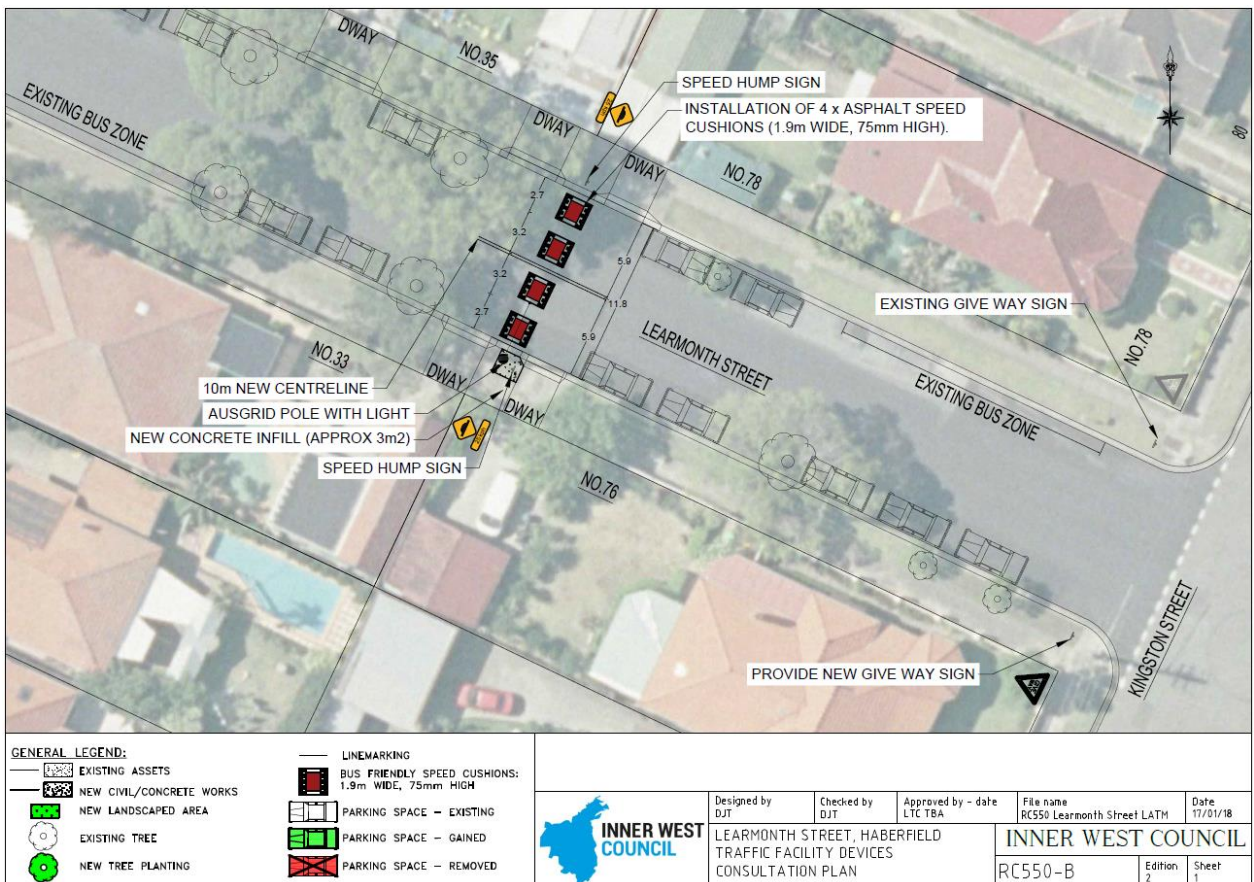 DWAY
NO.35
SPEED HUMP SIGN
INSTALLATION OF 4 x ASPHALT SPEED
CUSHIONS (1.9m WIDE, 75mm HIGH).
EXISTING BUS ZONE
DWAY
DWAY
NO.78
80
2.7
3.2
3.2
2.7
5.9
11.8
5.9
EXISTING GIVE WAY SIGN
NO.78
LEARMONTH STREET
EXISTING BUS ZONE
NO.33
10m NEW CENTRELINE
DWAY
AUSGRID POLE WITH LIGHT
DWAY
NEW CONCRETE INFILL (APPROX 3m2)
SPEED HUMP SIGN
NO.76
PROVIDE NEW GIVE WAY SIGN
KINGSTON STREET
GENERAL LEGEND:
EXISTING ASSETS
NEW CIVIL/CONCRETE WORKS
NEW LANDSCAPED AREA
EXISTING TREE
NEW TREE PLANTING
LINEMARKING
BUS FRIENDLY SPEED CUSHIONS:
1.9m WIDE, 75mm HIGH
PARKING SPACE - EXISTING
PARKING SPACE - GAINED
PARKING SPACE - REMOVED
INNER WEST
COUNCIL
Designed by
DJT
Checked by
DJT
Approved by - date
LTC TBA
File name
RC550 Learmonth Street LATM
Date
17/01/18
LEARMONTH STREET, HABERFIELD
TRAFFIC FACILITY DEVICES
CONSULTATION PLAN
INNER WEST COUNCIL
RC550-B
Edition
2
Sheet
1